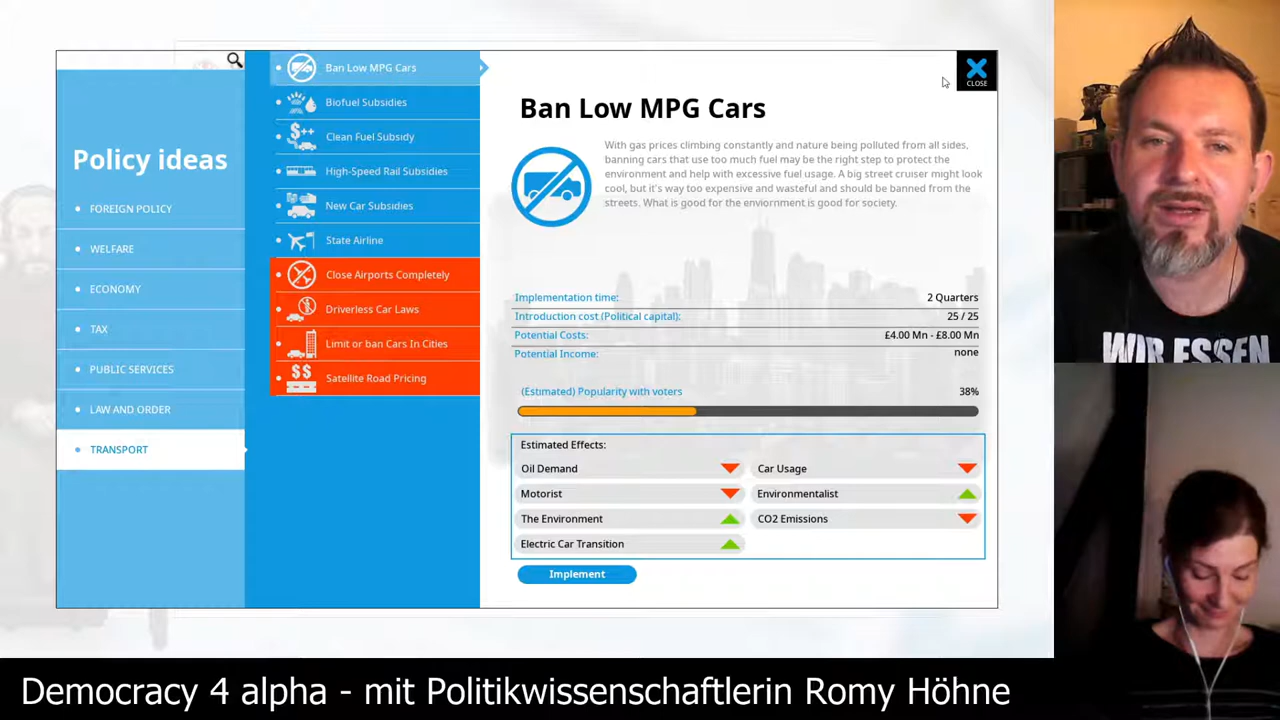 Policy ideas
FOREIGN POLICY
WELFARE
ECONOMY
TAX
PUBLIC SERVICES
LAW AND ORDER
TRANSPORT
Ban Low MPG Cars
Biofuel Subsidies
Clean Fuel Subsidy
High-Speed Rail Subsidies
New Car Subsidies
State Airline
Close Airports Completely
Driverless Car Laws
Limit or ban Cars In Cities
Satellite Road Pricing
CLOSE
Ban Low MPG Cars
With gas prices climbing constantly and nature being polluted from all sides,
banning cars that use too much fuel may be the right step to protect the
environment and help with excessive fuel usage. A big street cruiser might look
cool, but it's way too expensive and wasteful and should be banned from the
streets. What is good for the enviornment is good for society.
Implementation time: 2 Quarters
Introduction cost (Political capital): 25 / 25
Potential Costs: £4.00 Mn - £8.00 Mn
Potential Income: none
(Estimated) Popularity with voters 38%
Estimated Effects:
Oil Demand Car Usage
Motorist Environmentalist
The Environment CO2 Emissions
Electric Car Transition
Implement
WIR ESSEN
Democracy 4 alpha - mit Politikwissenschaftlerin Romy Höhne